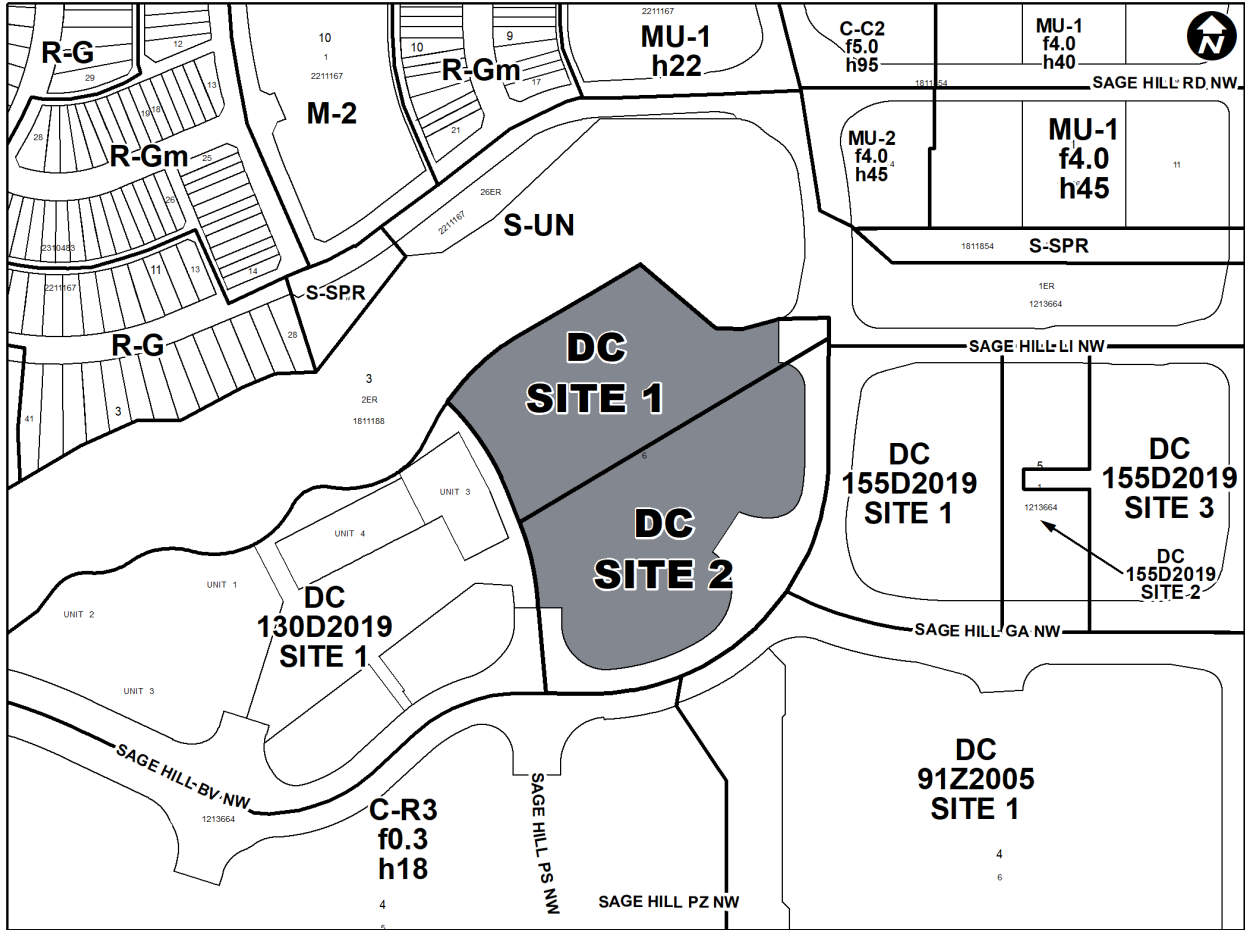 R-G
29
12
10
1
2211167
M-2
10
9
R-Gm
17
21
2211167
MU-1
h22
C-C2
f5.0
h95
MU-1
f4.0
h40
N
1811854
SAGE HILL RD NW
13
19
18
28
R-Gm
25
26
2310483
14
MU-2
f4.0
h45
4
MU-1
f4.0
h45
11
26ER
2211167
S-UN
1811854
S-SPR
11
13
2211167
S-SPR
R-G
28
41
3
1ER
1213664
DC
SITE 1
SAGE HILL LI NW
3
2ER
1811188
6
DC
SITE 2
UNIT 3
UNIT 4
UNIT 1
UNIT 2
UNIT 3
DC
130D2019
SITE 1
DC
155D2019
SITE 1
5
1
1213664
DC
155D2019
SITE 3
DC
155D2019
SITE 2
SAGE HILL GA NW
SAGE HILL BV NW
1213664
C-R3
f0.3
h18
4
5
SAGE HILL PS NW
SAGE HILL PZ NW
DC
91Z2005
SITE 1
4
6